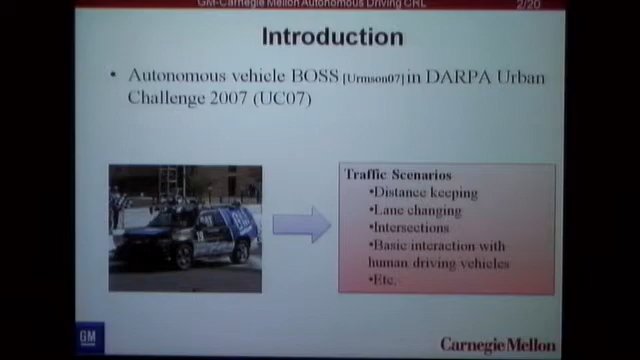 GM-Carnegie Mellon Autonomous Driving CRL 2/20
Introduction
• Autonomous vehicle BOSS [Urmson07] in DARPA Urban
Challenge 2007 (UC07)
Traffic Scenarios
•Distance keeping
•Lane changing
•Intersections
•Basic interaction with
human driving vehicles
•Etc.
GM
Carnegie Mellon